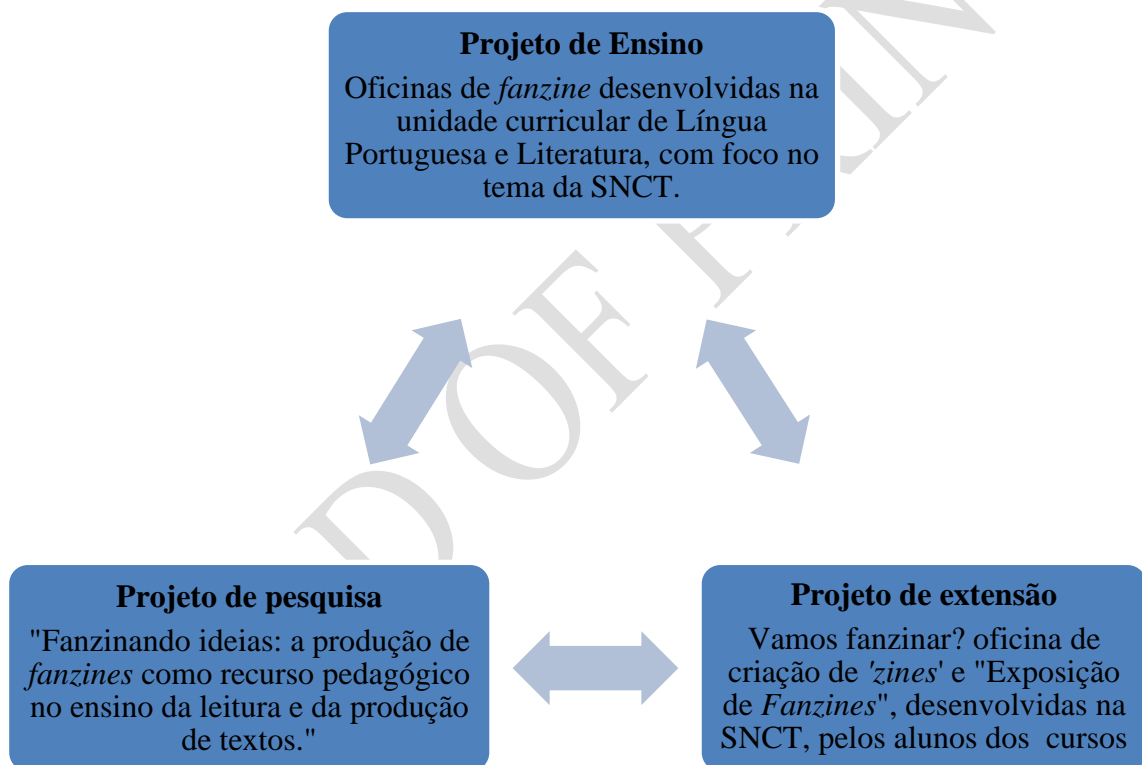 Projeto de Ensino
Oficinas de fanzine desenvolvidas na
unidade curricular de Língua
Portuguesa e Literatura, com foco no
tema da SNCT.
D OF
Projeto de pesquisa
"Fanzinando ideias: a produção de
fanzines como recurso pedagógico
no ensino da leitura e da produção
de textos."
Projeto de extensão
Vamos fanzinar? oficina de
criação de 'zines' e "Exposição
de Fanzines", desenvolvidas na
SNCT, pelos alunos dos cursos